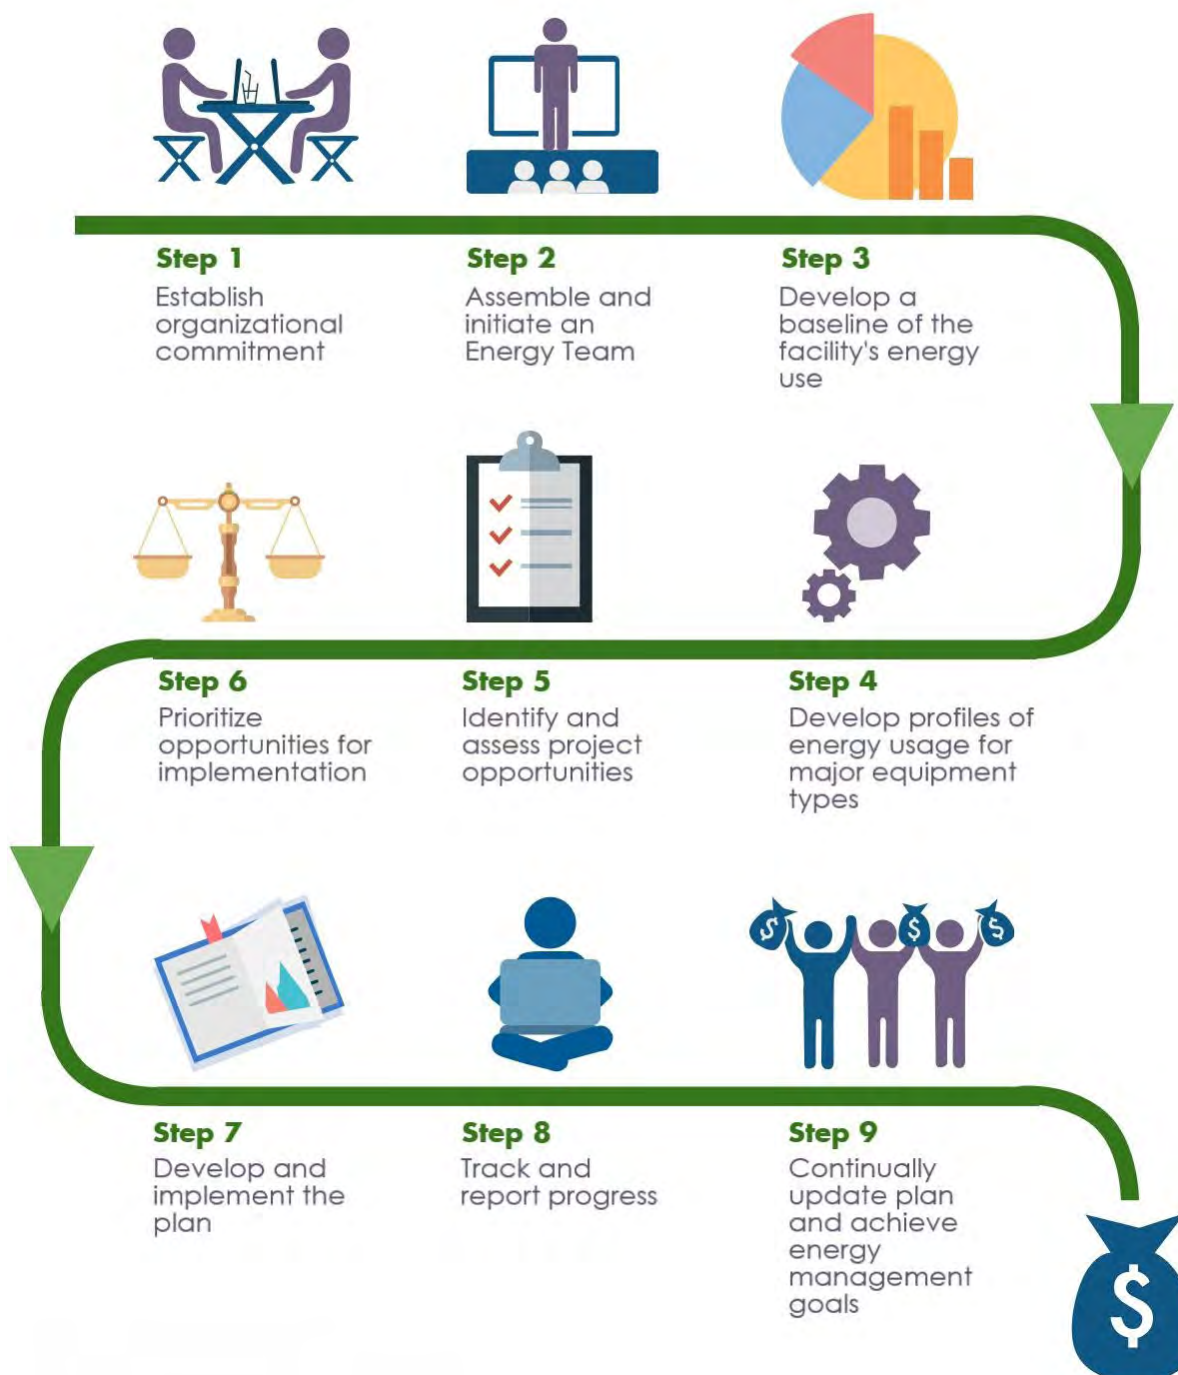 Step 1
Establish
organizational
commitment
Step 2
Assemble and
initiate an
Energy Team
Step 3
Develop a
baseline of the
facility's energy
use
Step 4
Develop profiles of
energy usage for
major equipment
types
Step 5
Identify and
assess project
opportunities
Step 6
Prioritize
opportunities for
implementation
Step 7
Develop and
implement the
plan
Step 8
Track and
report progress
$
$
$
Step 9
Continually
update plan
and achieve
energy
management
goals
$